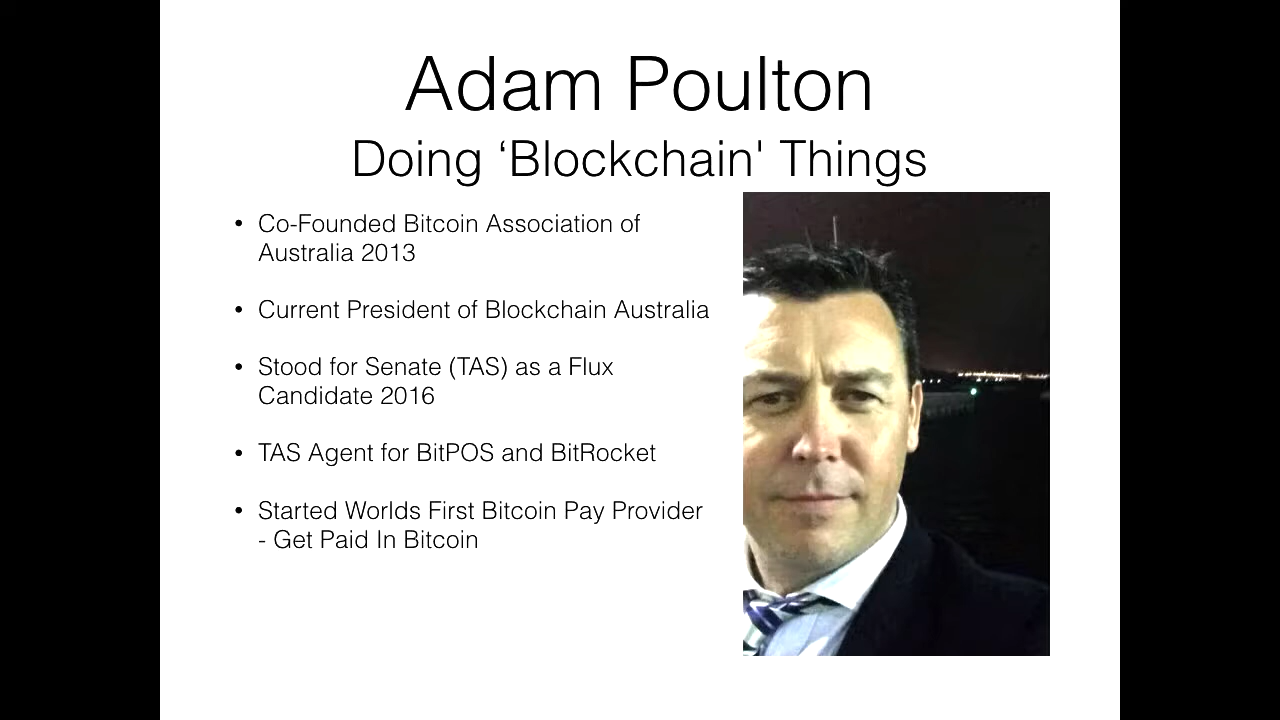 Adam Poulton
Doing ‘Blockchain' Things
• Co-Founded Bitcoin Association of
Australia 2013
• Current President of Blockchain Australia
• Stood for Senate (TAS) as a Flux
Candidate 2016
• TAS Agent for BitPOS and BitRocket
• Started Worlds First Bitcoin Pay Provider
- Get Paid In Bitcoin